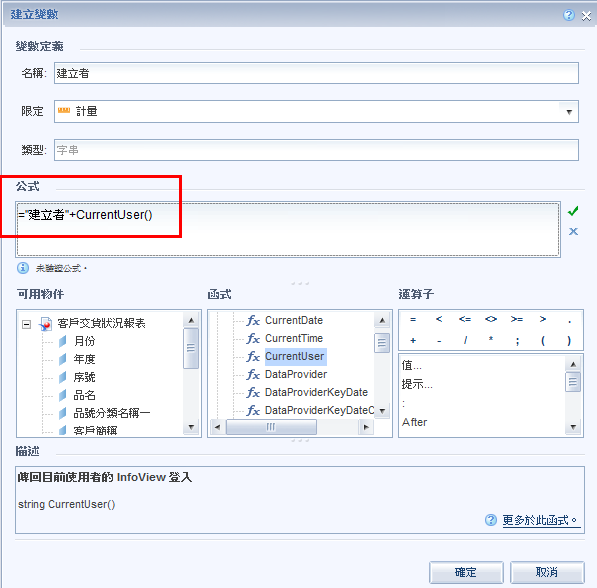 建立變數
變數定義
名稱: 建立者
限定 計量
類型: 字串
公式
="建立者"+CurrentUser()
未驗證公式。
可用物件
函式
運算子
客戶交貨狀況報表
月份
年度
序號
品名
品號分類名稱一
客戶簡稱
CurrentDate
CurrentTime
CurrentUser
DataProvider
DataProviderKeyDate
DataProviderKeyDateC
= < <= <> >= > .
+ - / * ; ( )
值...
提示...
:
After
描述
傳回目前使用者的 InfoView 登入
string CurrentUser()
更多於此函式。
確定
取消